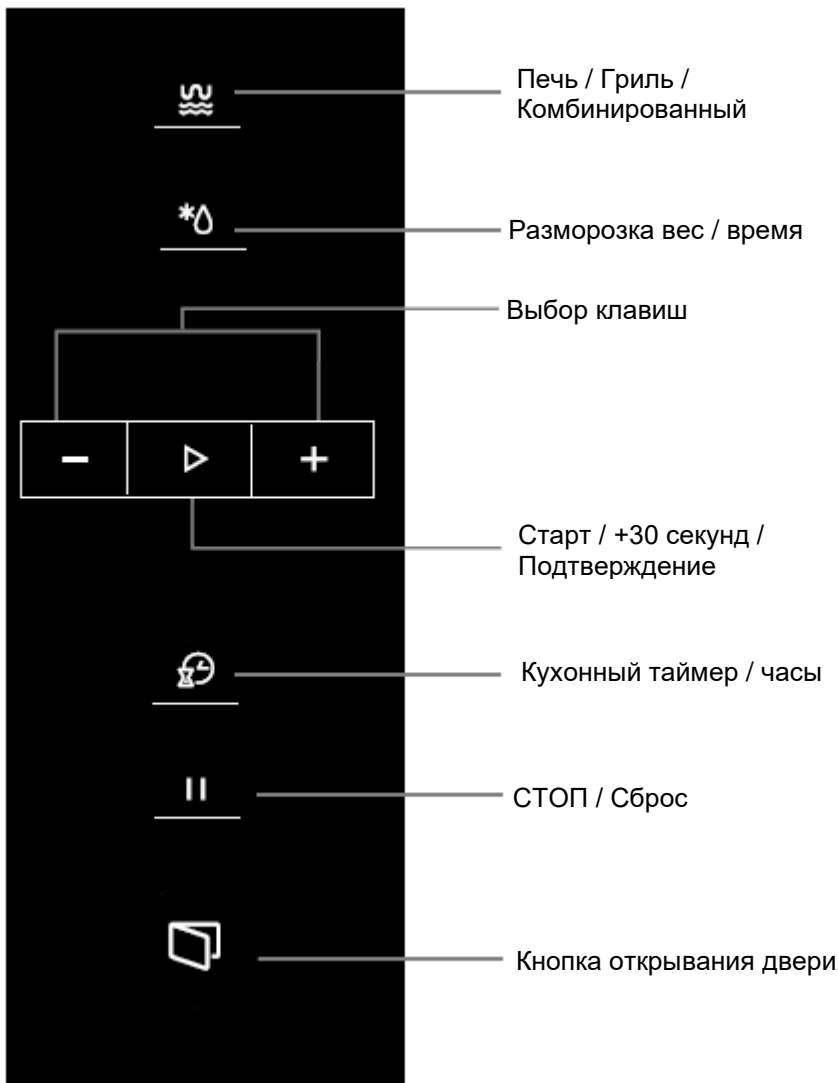 Печь / Гриль /
Комбинированный
Разморозка вес / время
Выбор клавиш
Старт / +30 секунд /
Подтверждение
Кухонный таймер / часы
СТОП / Сброс
Кнопка открывания двери